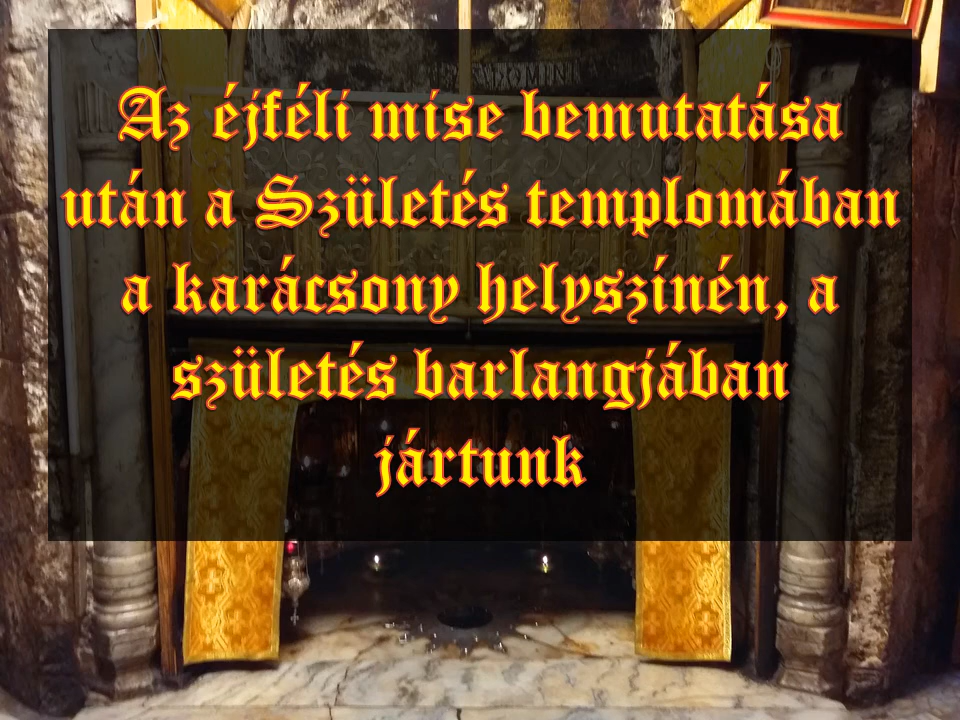 Az éjféli mise bemutatása
után a Születés templomában
a karácsony helyszínén, a
születés barlangjában
jártunk